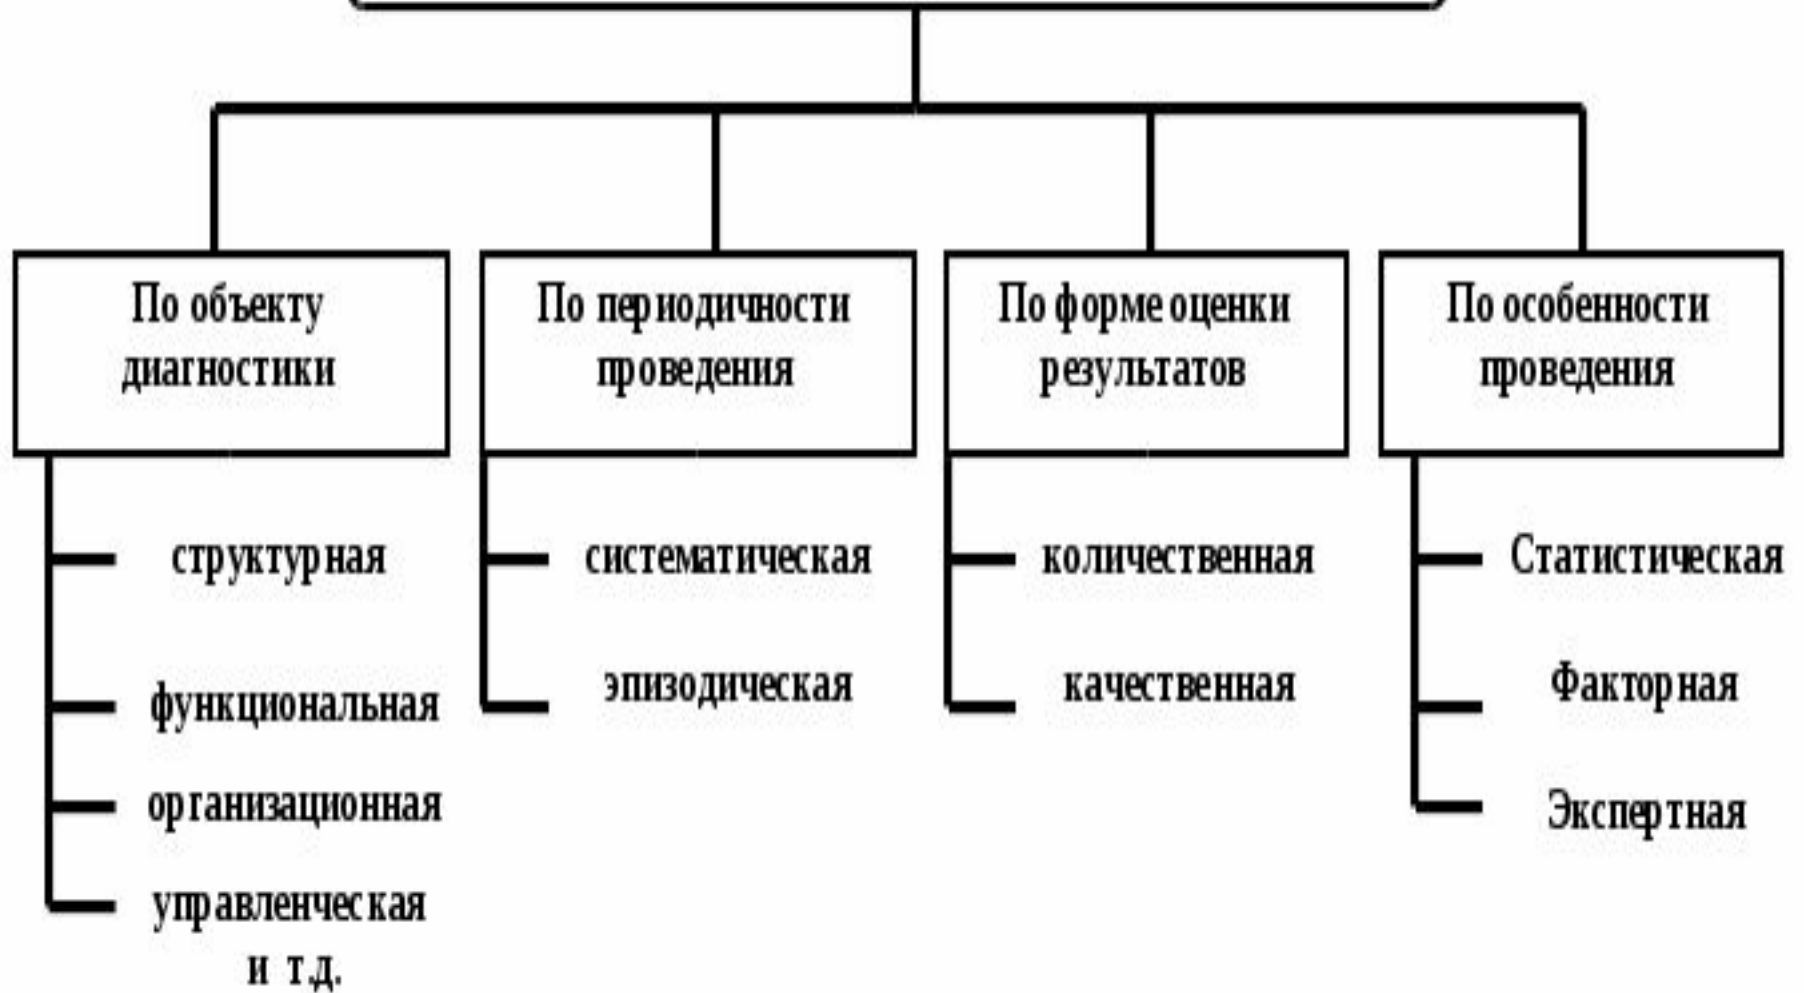 По объекту
диагностики
структурная
функциональная
организационная
управленческая
и т.д.
По периодичности
проведения
систематическая
эпизодическая
По форме оценки
результатов
количественная
качественная
По особенности
проведения
Статистическая
Факторная
Экспертная